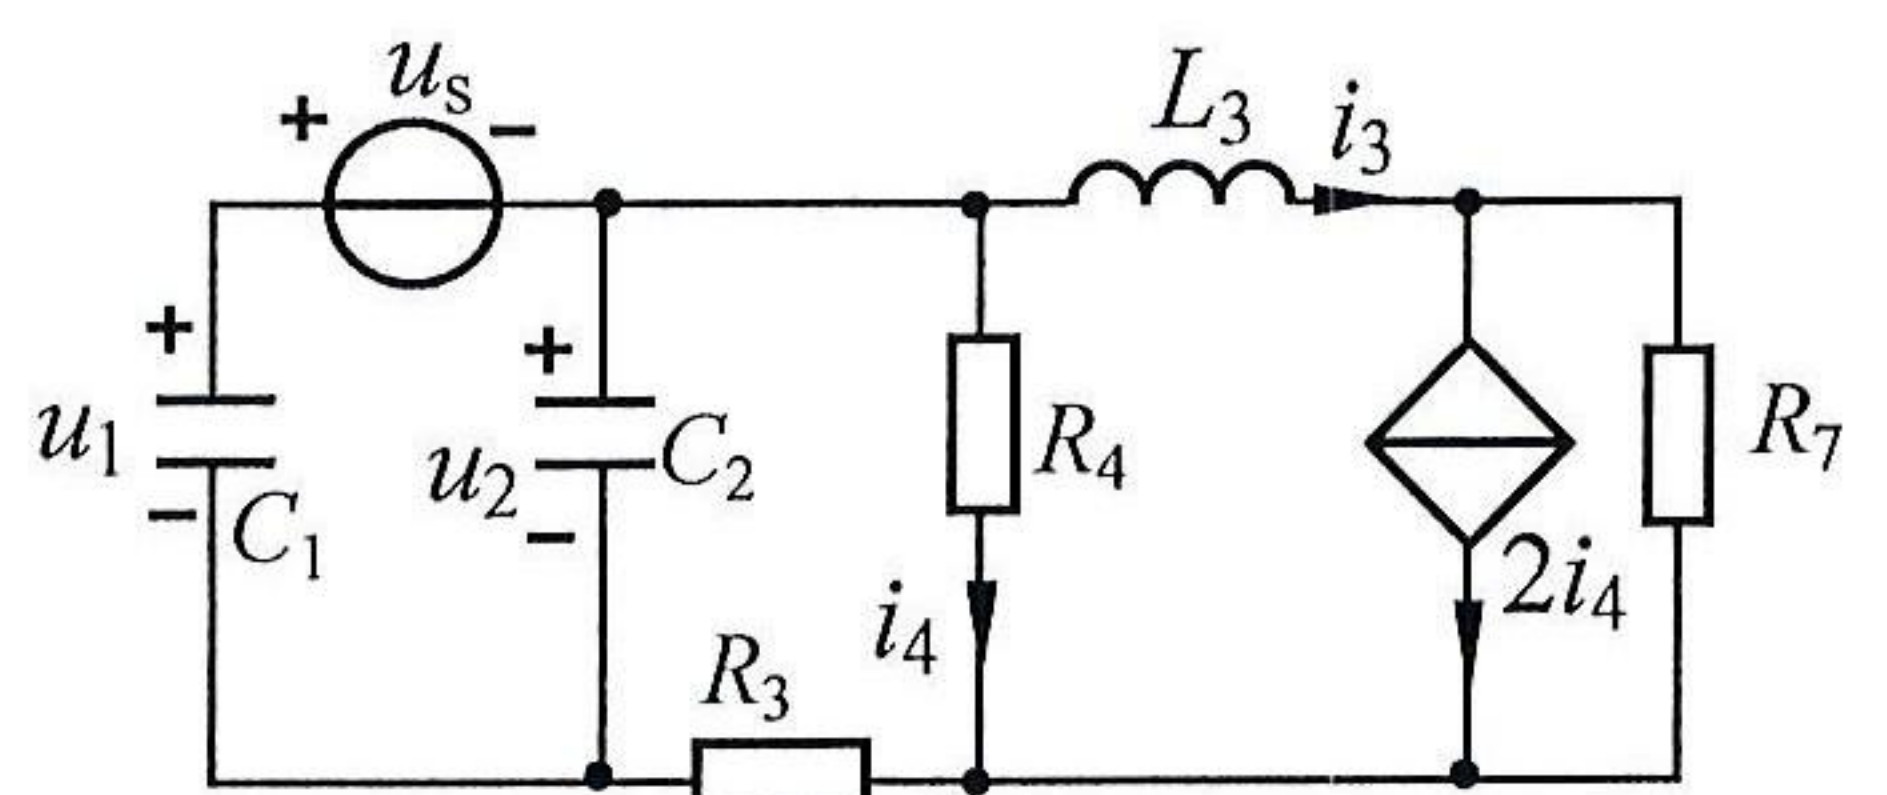 + uₛ −
L₃ i₃
+ u₁ − C₁
+ u₂ − C₂
R₄
i₄
2i₄
R₇
R₃